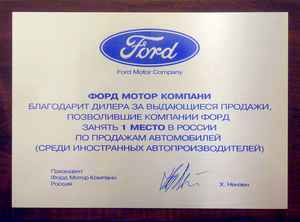 Ford
Ford Motor Company
ФОРД МОТОР КОМПАНИ
БЛАГОДАРИТ ДИЛЕРА ЗА ВЫДАЮЩИЕСЯ ПРОДАЖИ,
ПОЗВОЛИВШИЕ КОМПАНИИ ФОРД
ЗАНЯТЬ 1 МЕСТО В РОССИИ
ПО ПРОДАЖАМ АВТОМОБИЛЕЙ
(СРЕДИ ИНОСТРАННЫХ АВТОПРОИЗВОДИТЕЛЕЙ)
Президент
Форд Мотор Компани
Россия
Х.